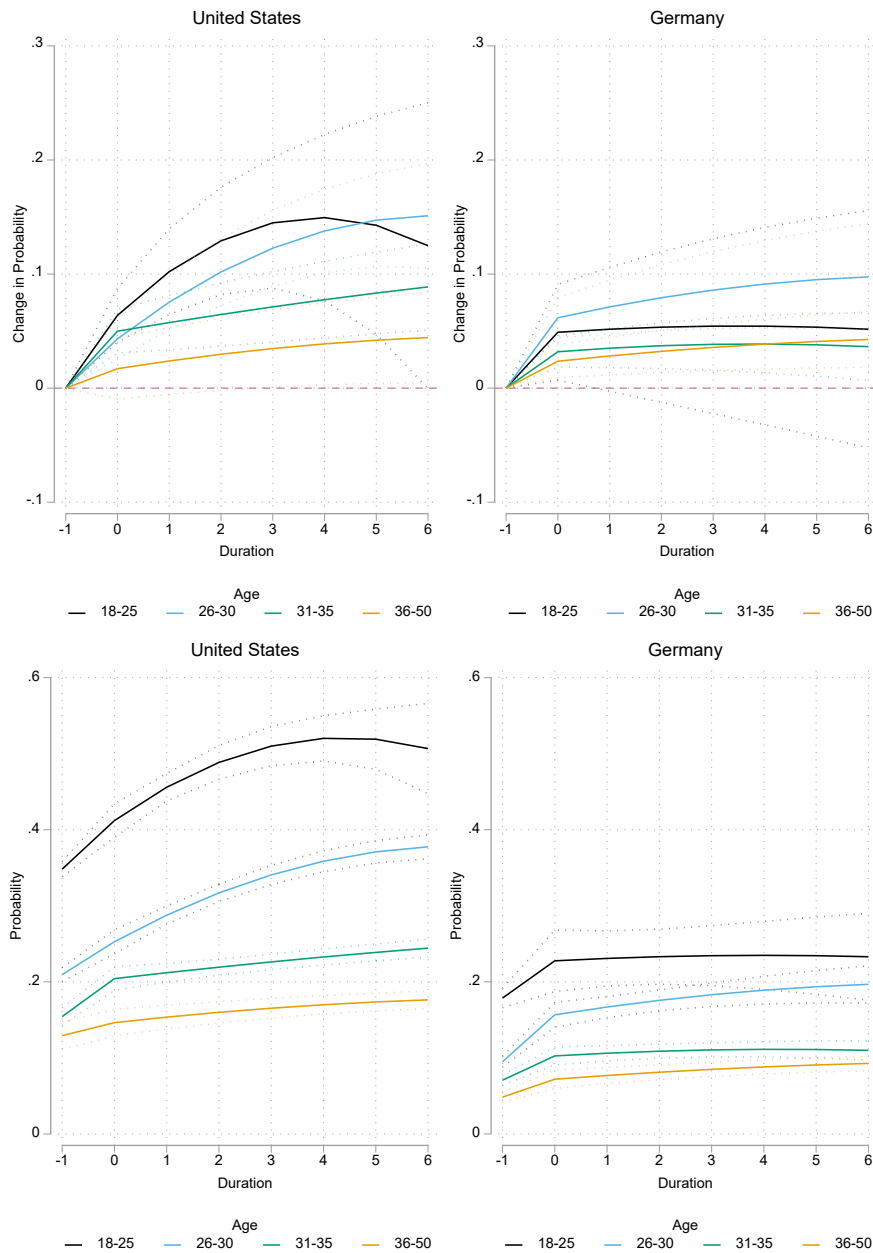 United States
Germany
.3
.2
.1
0
-.1
Change in Probability
-1 0 1 2 3 4 5 6
Duration
.3
.2
.1
0
-.1
Change in Probability
-1 0 1 2 3 4 5 6
Duration
Age
18-25 26-30 31-35 36-50
Age
18-25 26-30 31-35 36-50
United States
Germany
.6
.4
.2
0
Probability
-1 0 1 2 3 4 5 6
Duration
.6
.4
.2
0
Probability
-1 0 1 2 3 4 5 6
Duration
Age
18-25 26-30 31-35 36-50
Age
18-25 26-30 31-35 36-50